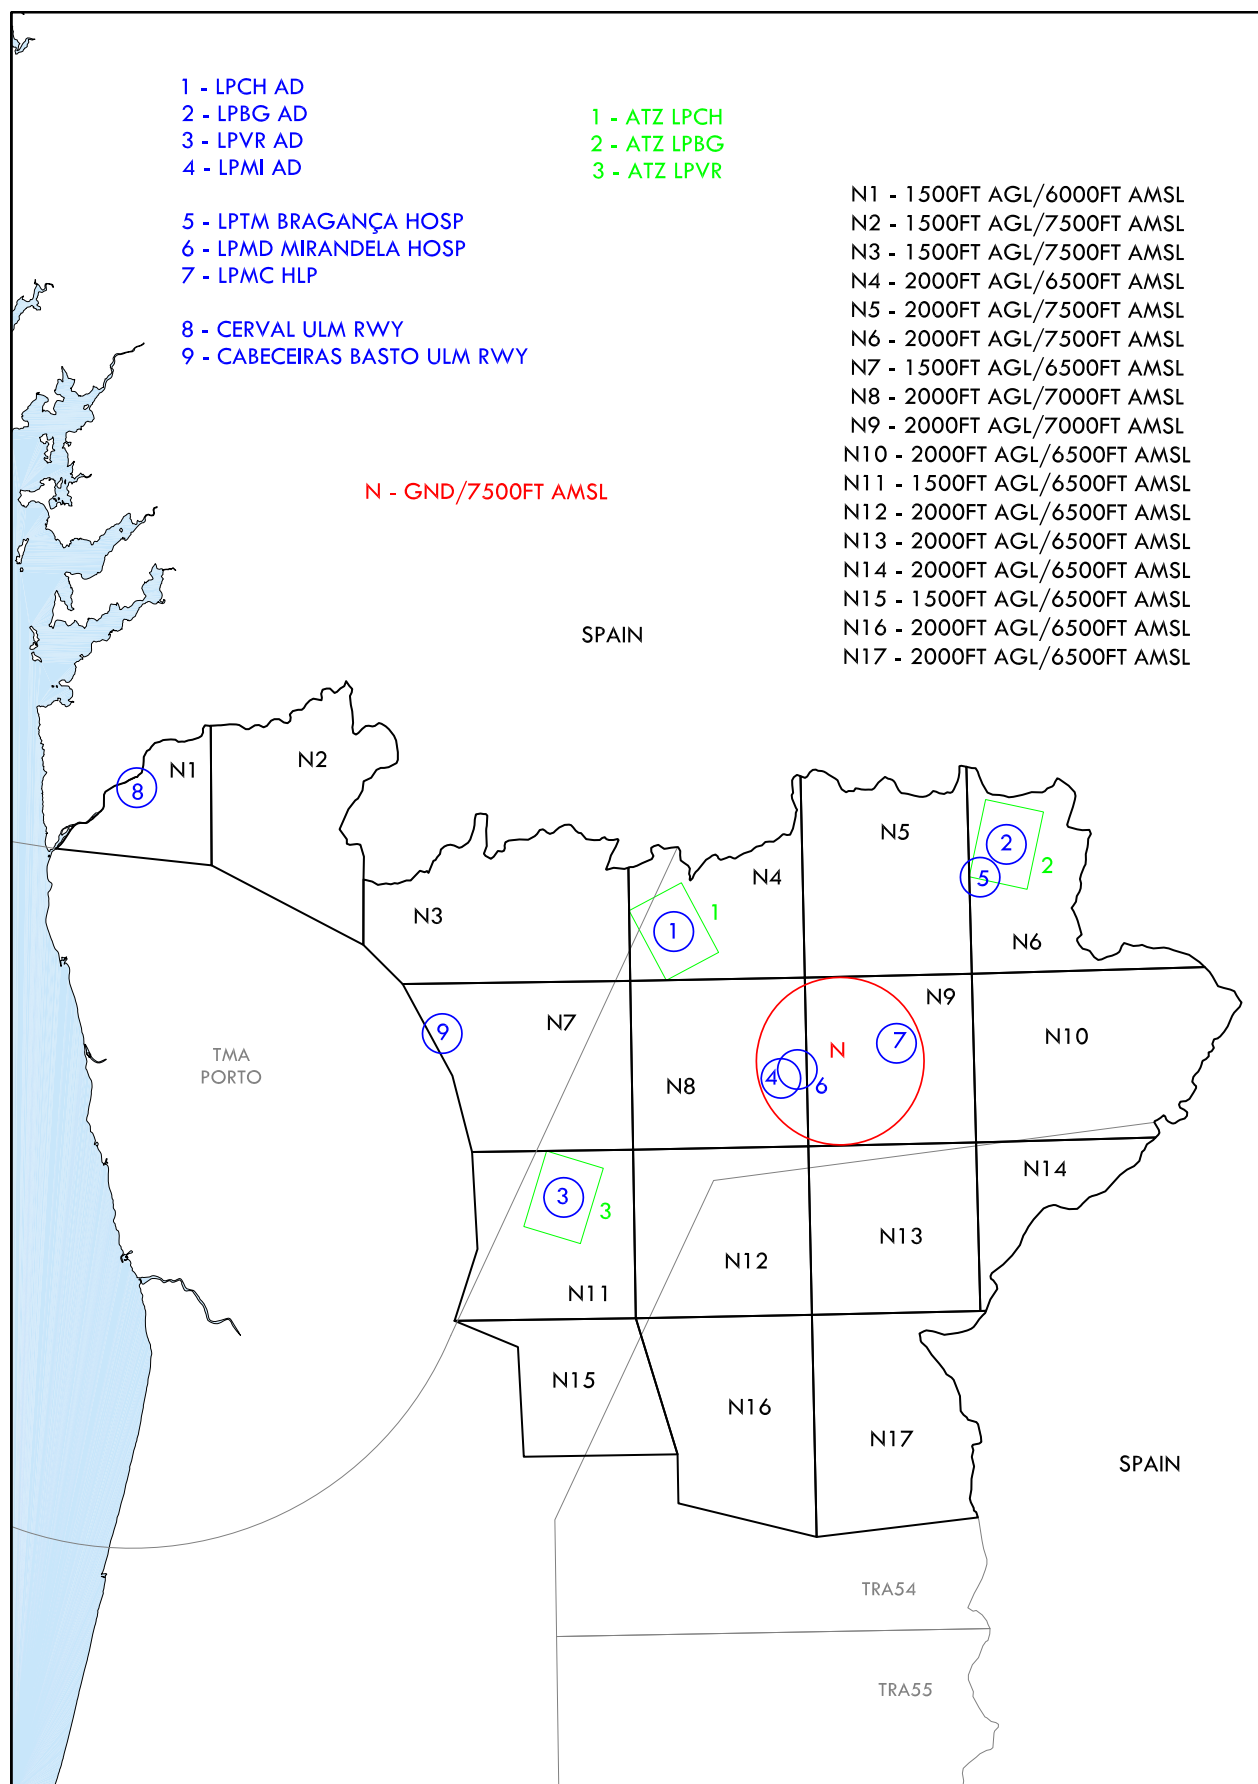 1 - LPCH AD
2 - LPBG AD
3 - LPVR AD
4 - LPMI AD
5 - LPTM BRAGANÇA HOSP
6 - LPMD MIRANDELA HOSP
7 - LPMC HLP
8 - CERVAL ULM RWY
9 - CABECEIRAS BASTO ULM RWY
1 - ATZ LPCH
2 - ATZ LPBG
3 - ATZ LPVR
N1 - 1500FT AGL/6000FT AMSL
N2 - 1500FT AGL/7500FT AMSL
N3 - 1500FT AGL/7500FT AMSL
N4 - 2000FT AGL/6500FT AMSL
N5 - 2000FT AGL/7500FT AMSL
N6 - 2000FT AGL/7500FT AMSL
N7 - 1500FT AGL/6500FT AMSL
N8 - 2000FT AGL/7000FT AMSL
N9 - 2000FT AGL/7000FT AMSL
N10 - 2000FT AGL/6500FT AMSL
N11 - 1500FT AGL/6500FT AMSL
N12 - 2000FT AGL/6500FT AMSL
N13 - 2000FT AGL/6500FT AMSL
N14 - 2000FT AGL/6500FT AMSL
N15 - 1500FT AGL/6500FT AMSL
N16 - 2000FT AGL/6500FT AMSL
N17 - 2000FT AGL/6500FT AMSL
N - GND/7500FT AMSL
SPAIN
N1
N2
8
N5
2
2
5
N4
N3
1
1
N6
N9
N7
9
N10
7
N
TMA
PORTO
N8
4
6
N14
3
3
N13
N12
N11
N15
N16
N17
SPAIN
TRA54
TRA55